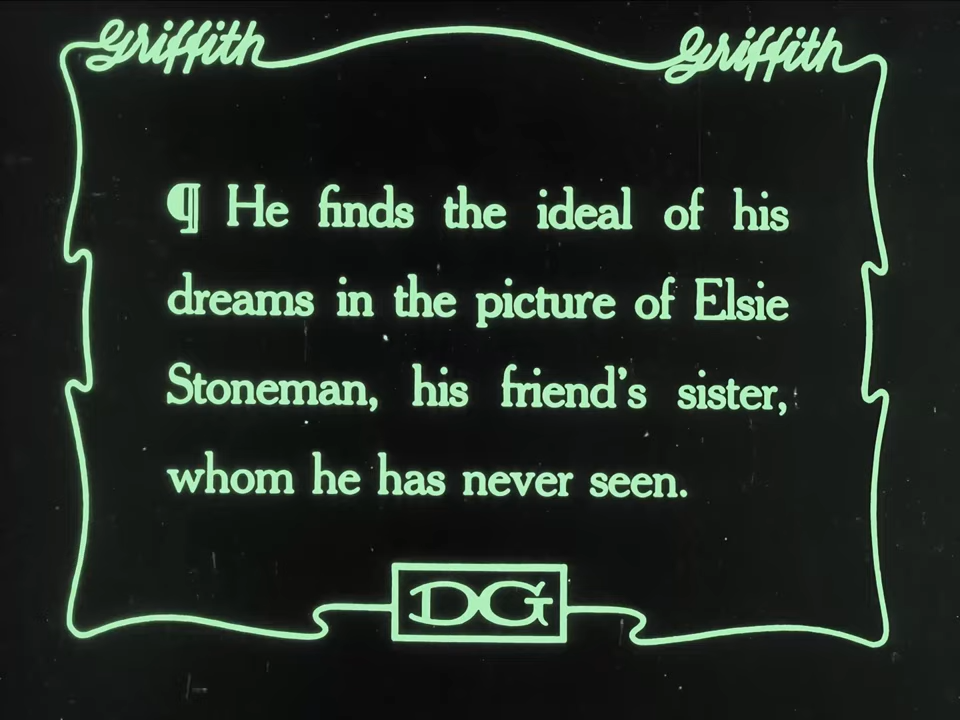 Griffith Griffith
¶ He finds the ideal of his
dreams in the picture of Elsie
Stoneman, his friend's sister,
whom he has never seen.
DG